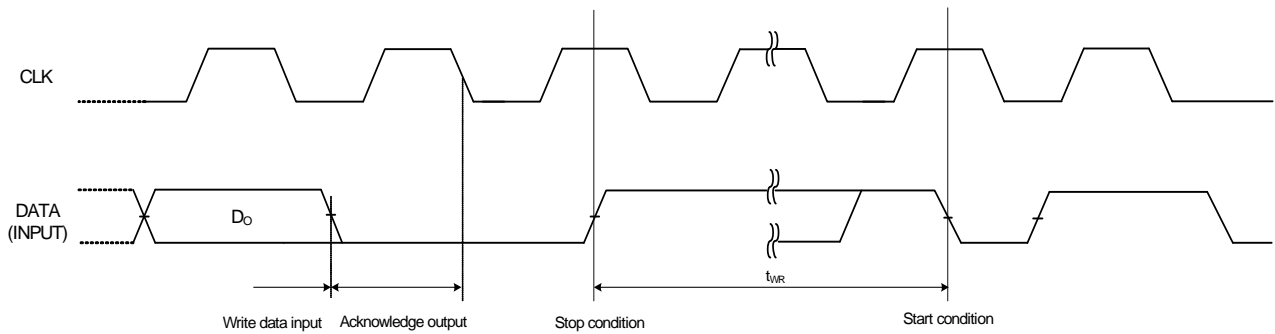 CLK
DATA
(INPUT)
DO
tWR
Write data input
Acknowledge output
Stop condition
Start condition